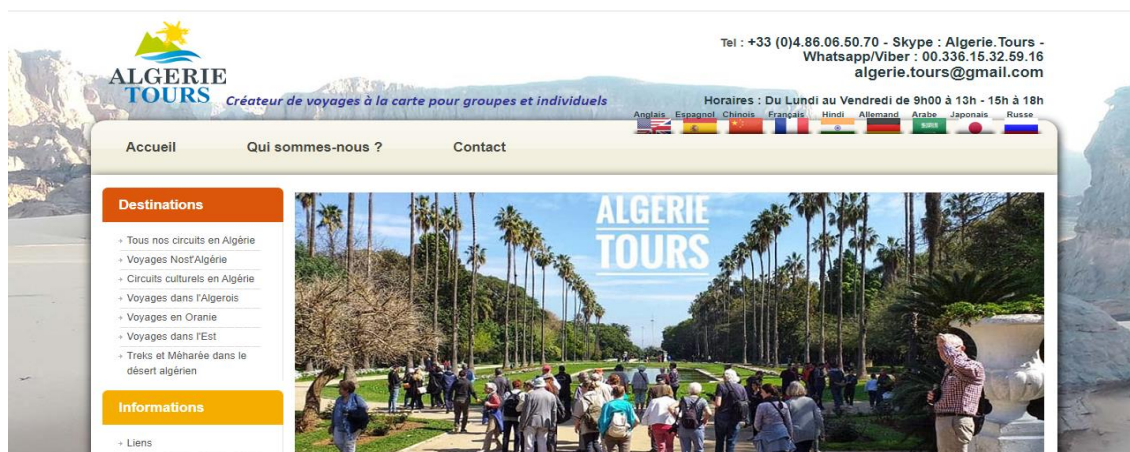 ALGERIE
TOURS
Créateur de voyages à la carte pour groupes et individuels
Tel : +33 (0)4.86.06.50.70 - Skype : Algerie.Tours -
Whatsapp/Viber : 00.336.15.32.59.16
algerie.tours@gmail.com
Horaires : Du Lundi au Vendredi de 9h00 à 13h - 15h à 18h
Anglais Espagnol Chinois Français Hindi Allemand Arabe Japonais Russe
Accueil Qui sommes-nous ? Contact
Destinations
Tous nos circuits en Algérie
Voyages Nost'Algérie
Circuits culturels en Algérie
Voyages dans l'Algerois
Voyages en Oranie
Voyages dans l'Est
Treks et Méharée dans le
désert algérien
Informations
Liens
ALGERIE
TOURS